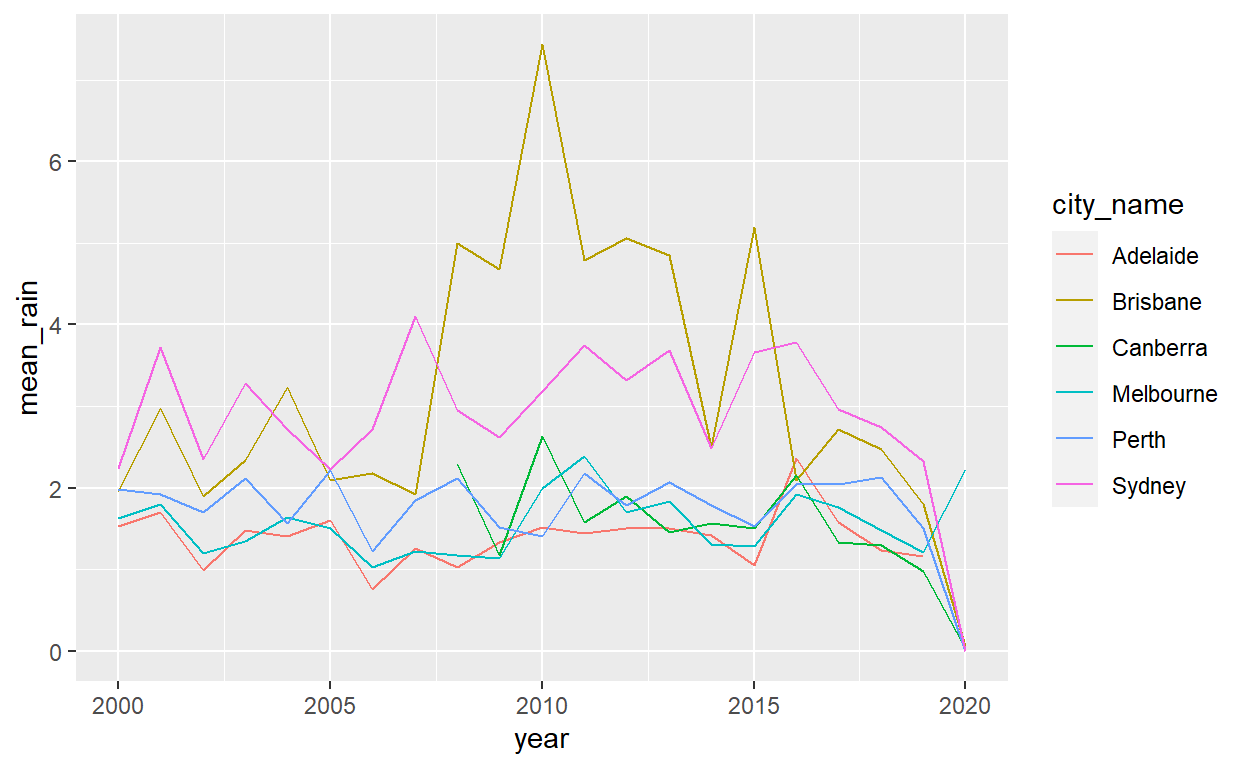 mean_rain
6
4
2
0
2000 2005 2010 2015 2020
year
city_name
Adelaide
Brisbane
Canberra
Melbourne
Perth
Sydney